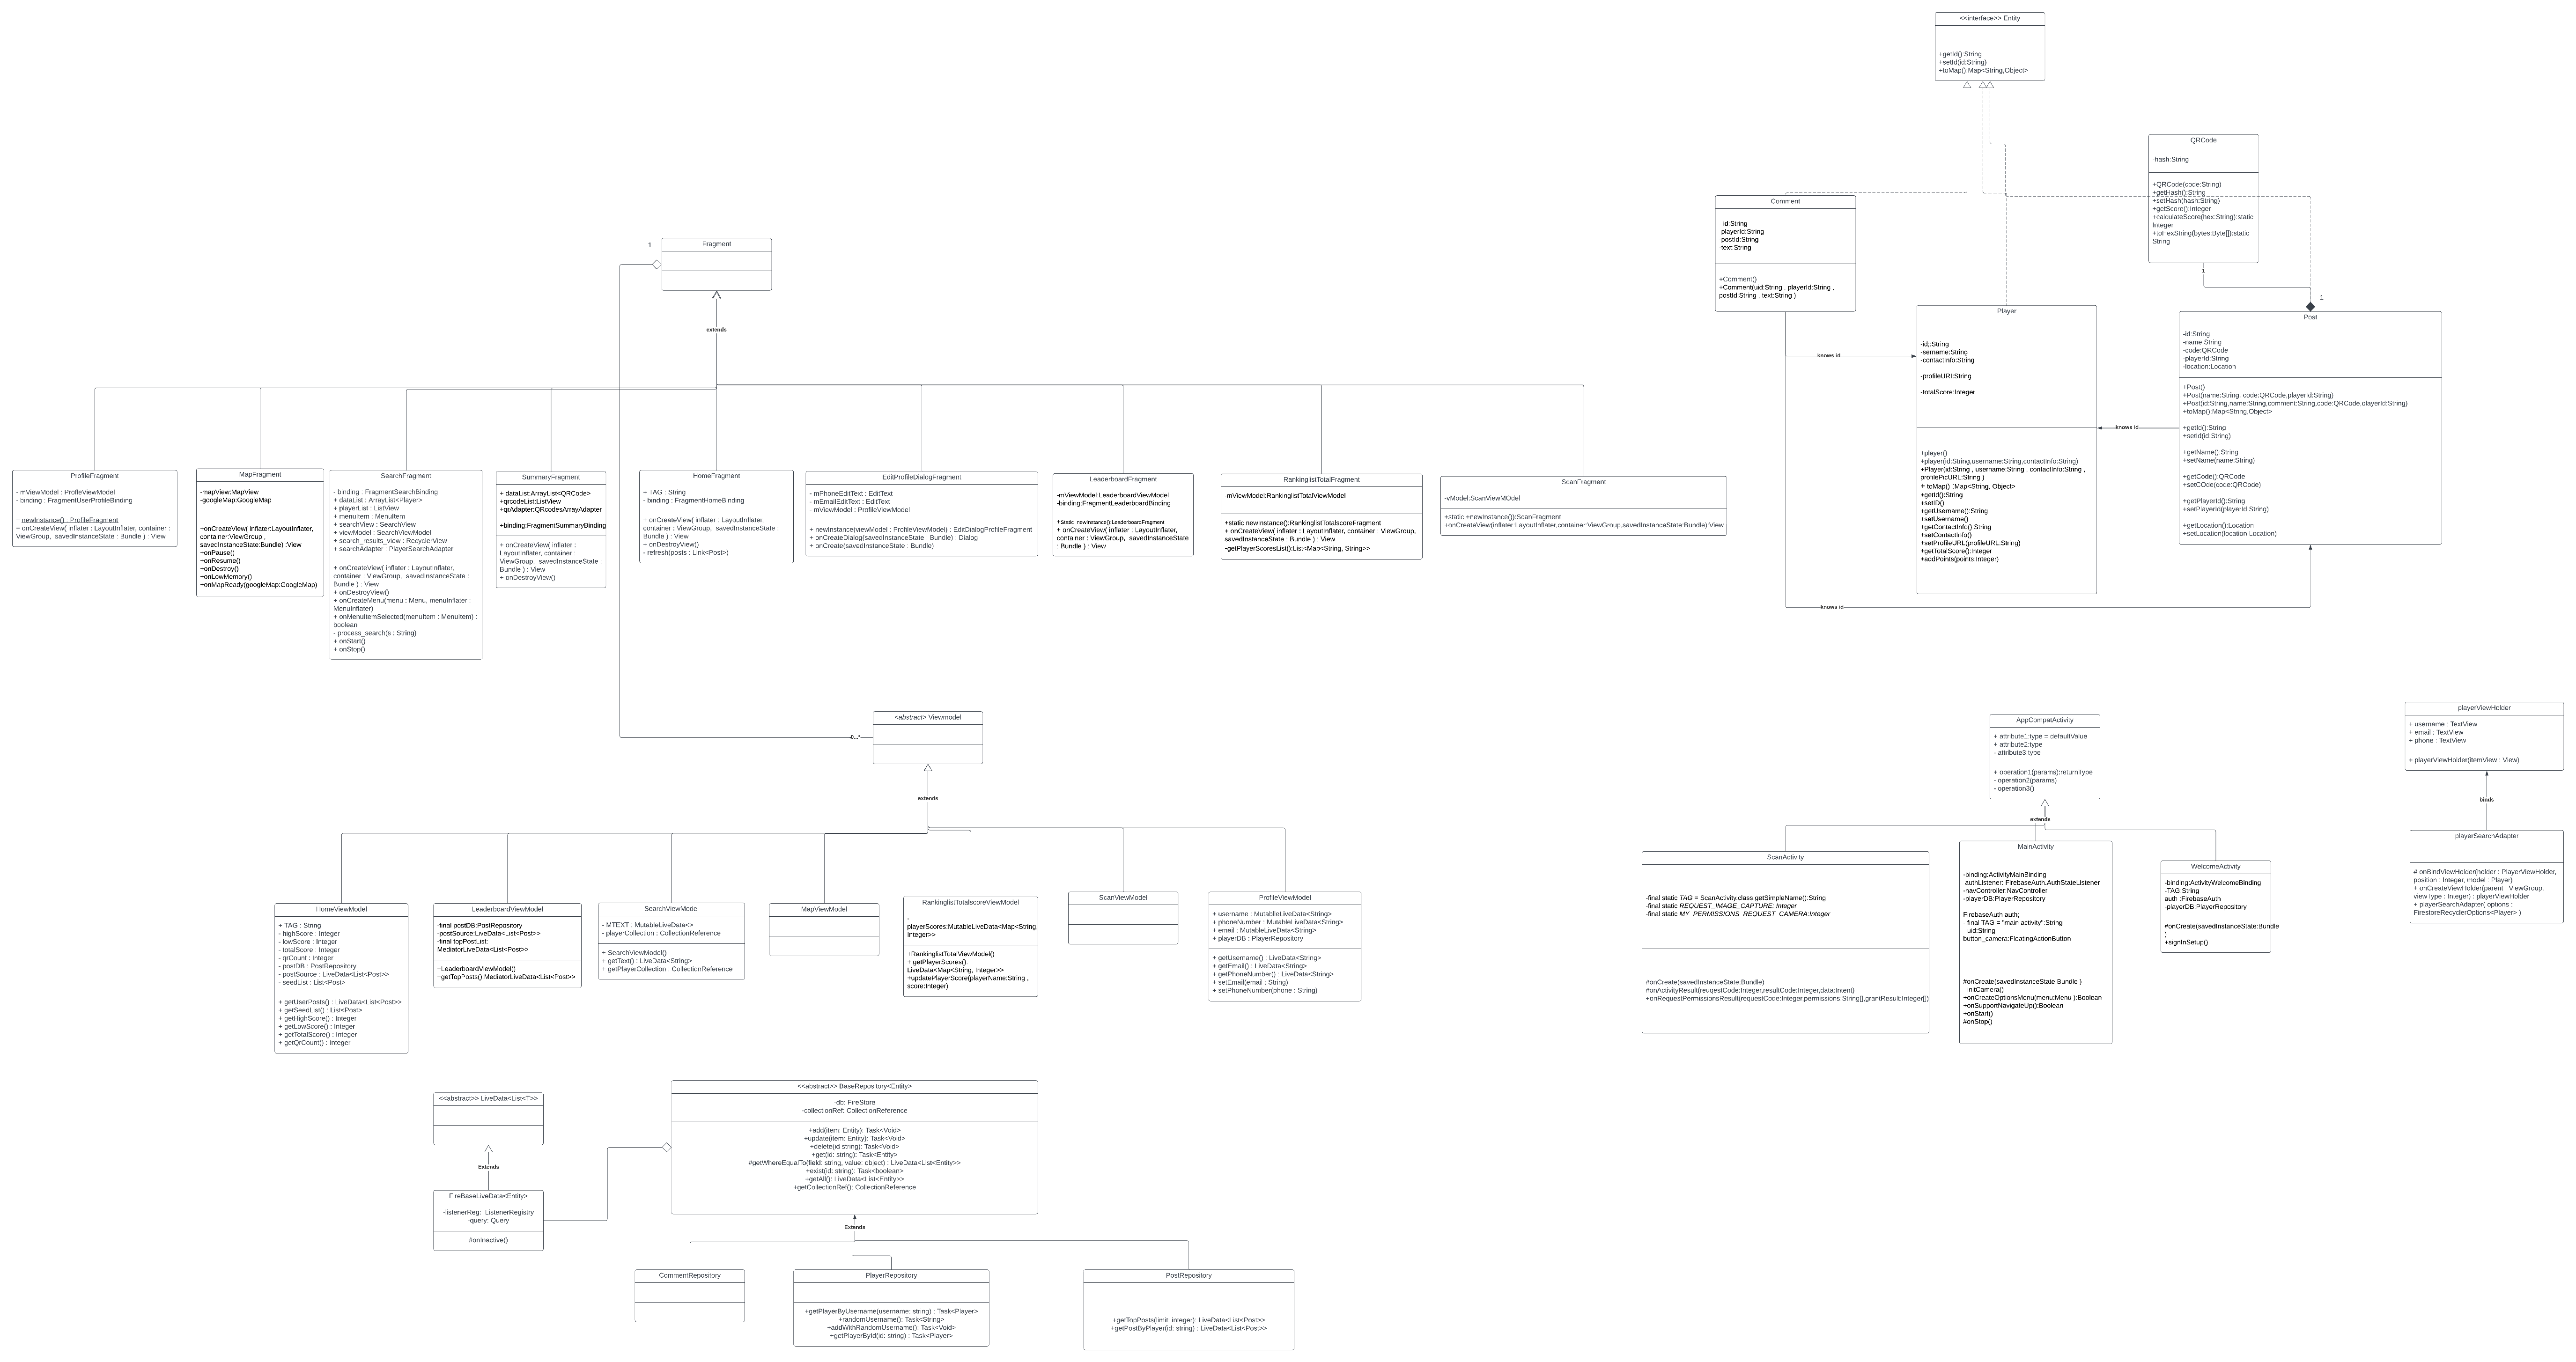 <<interface>> Entity
+getId():String
+setId(id:String)
+toMap():Map<String,Object>
QRCode
-hash:String
+QRCode(code:String)
+getHash():String
+setHash(hash:String)
+getScore():Integer
+calculateScore(hex:String):static
Integer
+toHexString(bytes:Byte[]):static
String
1
1
Comment
- id:String
-playerId:String
-postId:String
-text:String
+Comment()
+Comment(uid:String , playerId:String ,
postId:String , text:String )
knows id
knows id
Player
-id;:String
-sername:String
-contactInfo:String
-profileURI:String
-totalScore:Integer
+player()
+player(id:String,username:String,contactInfo:String)
+Player(id:String , username:String , contactInfo:String ,
profilePicURL:String )
+ toMap() :Map<String, Object>
+getId():String
+setID()
+getUsername():String
+setUsername()
+getContactInfo():String
+setContactInfo()
+setProfileURL(profileURL:String)
+getTotalScore():Integer
+addPoints(points:Integer)
knows id
Post
-id:String
-name:String
-code:QRCode
-playerId:String
-location:Location
+Post()
+Post(name:String, code:QRCode,playerId:String)
+Post(id:String,name:String,comment:String,code:QRCode,olayerId:String)
+toMap():Map<String,Object>
+getId():String
+setId(id:String)
+getName():String
+setName(name:String)
+getCode():QRCode
+setCOde(code:QRCode)
+getPlayerId():String
+setPlayerId(playerId:String)
+getLocation():Location
+setLocation(location:Location)
1
Fragment
extends
ProfileFragment
- mViewModel : ProfleViewModel
- binding : FragmentUserProfileBinding
+ newInstance() : ProfileFragment
+ onCreateView( inflater : LayoutInflater, container :
ViewGroup,  savedInstanceState : Bundle ) : View
MapFragment
-mapView:MapView
-googleMap:GoogleMap
+onCreateView( inflater:LayoutInflater,
container:ViewGroup ,
savedInstanceState:Bundle) :View
+onPause()
+onResume()
+onDestroy()
+onLowMemory()
+onMapReady(googleMap:GoogleMap)
SearchFragment
- binding : FragmentSearchBinding
+ dataList : ArrayList<Player>
+ playerList : ListView
+ menuItem : MenuItem
+ searchView : SearchView
+ viewModel : SearchViewModel
+ search_results_view : RecyclerView
+ searchAdapter : PlayerSearchAdapter
+ onCreateView( inflater : LayoutInflater,
container : ViewGroup,  savedInstanceState :
Bundle ) : View
+ onDestroyView()
+ onCreateMenu(menu : Menu, menuInflater :
MenuInflater)
+ onMenuItemSelected(menuItem : MenuItem) :
boolean
- process_search(s : String)
+ onStart()
+ onStop()
SummaryFragment
+ dataList:ArrayList<QRCode>
+qrcodeList:ListView
+qrAdapter:QRcodesArrayAdapter
+binding:FragmentSummaryBinding
+ onCreateView( inflater :
LayoutInflater, container :
ViewGroup,  savedInstanceState :
Bundle ) : View
+ onDestroyView()
HomeFragment
+ TAG : String
- binding : FragmentHomeBinding
+ onCreateView( inflater : LayoutInflater,
container : ViewGroup,  savedInstanceState :
Bundle ) : View
+ onDestroyView()
- refresh(posts : Link<Post>)
EditProfileDialogFragment
- mPhoneEditText : EditText
- mEmailEditText : EditText
- mViewModel : ProfileViewModel
+ newInstance(viewModel : ProfileViewModel) : EditDialogProfileFragment
+ onCreateDialog(savedInstanceState : Bundle) : Dialog
+ onCreate(savedInstanceState : Bundle)
LeaderboardFragment
-mViewModel:LeaderboardViewModel
-binding:FragmentLeaderboardBinding
+Static  newInstance():LeaderboardFragment
+ onCreateView( inflater : LayoutInflater,
container : ViewGroup,  savedInstanceState
: Bundle ) : View
RankinglistTotalFragment
-mViewModel:RankinglistTotalViewModel
+static newInstance():RankinglistTotalscoreFragment
+ onCreateView( inflater : LayoutInflater, container : ViewGroup,
savedInstanceState : Bundle ) : View
-getPlayerScoresList():List<Map<String, String>>
ScanFragment
-vModel:ScanViewMOdel
+static +newInstance()}:ScanFragment
+onCreateView(inflater:LayoutInflater,container:ViewGroup,savedInstanceState:Bundle):View
0...*
<abstract> Viewmodel
extends
HomeViewModel
+ TAG : String
- highScore : Integer
- lowScore : Integer
- totalScore : Integer
- qrCount : Integer
- postDB : PostRepository
- postSource : LiveData<List<Post>>
- seedList : List<Post>
+ getUserPosts() : LiveData<List<Post>>
+ getSeedList() : List<Post>
+ getHighScore() : Integer
+ getLowScore() : Integer
+ getTotalScore() : Integer
+ getQrCount() : Integer
LeaderboardViewModel
-final postDB:PostRepository
-postSource:LiveData<List<Post>>
-final topPostList:
MediatorLiveData<List<Post>>
+LeaderboardViewModel()
+getTopPosts():MediatorLiveData<List<Post>>
SearchViewModel
- MTEXT : MutableLiveData<>
- playerCollection : CollectionReference
+ SearchViewModel()
+ getText() : LiveData<String>
+ getPlayerCollection : CollectionReference
MapViewModel
RankinglistTotalscoreViewModel
-
playerScores:MutableLiveData<Map<String,
Integer>>
+RankinglistTotalViewModel()
+ getPlayerScores():
LiveData<Map<String, Integer>>
+updatePlayerScore(playerName:String ,
score:Integer)
ScanViewModel
ProfileViewModel
+ username : MutableLiveData<String>
+ phoneNumber : MutableLiveData<String>
+ email : MutableLiveData<String>
+ playerDB : PlayerRepository
+ getUsername() : LiveData<String>
+ getEmail() : LiveData<String>
+ getPhoneNumber() : LiveData<String>
+ setEmail(email : String)
+ setPhoneNumber(phone : String)
AppCompatActivity
+ attribute1:type = defaultValue
+ attribute2:type
- attribute3:type
+ operation1(params):returnType
- operation2(params)
- operation3()
extends
ScanActivity
-final static TAG = ScanActivity.class.getSimpleName():String
-final static REQUEST_IMAGE_CAPTURE: Integer
-final static MY_PERMISSIONS_REQUEST_CAMERA:Integer
#onCreate(savedInstanceState:Bundle)
#onActivityResult(reuqestCode:Integer,resultCode:Integer,data:Intent)
+onRequestPermissionsResult(requestCode:Integer,permissions:String[],grantResult:Integer[])
MainActivity
-binding:ActivityMainBinding
authListener: FirebaseAuth.AuthStateListener
-navController:NavController
-playerDB:PlayerRepository
FirebaseAuth auth;
- final TAG = "main activity":String
- uid:String
button_camera:FloatingActionButton
#onCreate(savedInstanceState:Bundle )
- initCamera()
+onCreateOptionsMenu(menu:Menu ):Boolean
+onSupportNavigateUp():Boolean
+onStart()
#onStop()
WelcomeActivity
-binding:ActivityWelcomeBinding
-TAG:String
auth :FirebaseAuth
-playerDB:PlayerRepository
#onCreate(savedInstanceState:Bundle
)
+signInSetup()
playerViewHolder
+ username : TextView
+ email : TextView
+ phone : TextView
+ playerViewHolder(itemView : View)
binds
playerSearchAdapter
# onBindViewHolder(holder : PlayerViewHolder,
position : Integer, model : Player)
+ onCreateViewHolder(parent : ViewGroup,
viewType : Integer) : playerViewHolder
+ playerSearchAdapter( options :
FirestoreRecyclerOptions<Player> )
<<abstract>> LiveData<List<T>>
Extends
FireBaseLiveData<Entity>
-listenerReg:  ListenerRegistry
-query: Query
#onInactive()
<<abstract>> BaseRepository<Entity>
-db: FireStore
-collectionRef: CollectionReference
+add(item: Entity): Task<Void>
+update(item: Entity): Task<Void>
+delete(id string): Task<Void>
+get(id: string): Task<Entity>
#getWhereEqualTo(field: string, value: object) : LiveData<List<Entity>>
+exist(id: string): Task<boolean>
+getAll(): LiveData<List<Entity>>
+getCollectionRef(): CollectionReference
Extends
CommentRepository
PlayerRepository
+getPlayerByUsername(username: string) : Task<Player>
+randomUsername(): Task<String>
+addWithRandomUsername(): Task<Void>
+getPlayerById(id: string) : Task<Player>
PostRepository
+getTopPosts(limit: integer): LiveData<List<Post>>
+getPostByPlayer(id: string) : LiveData<List<Post>>